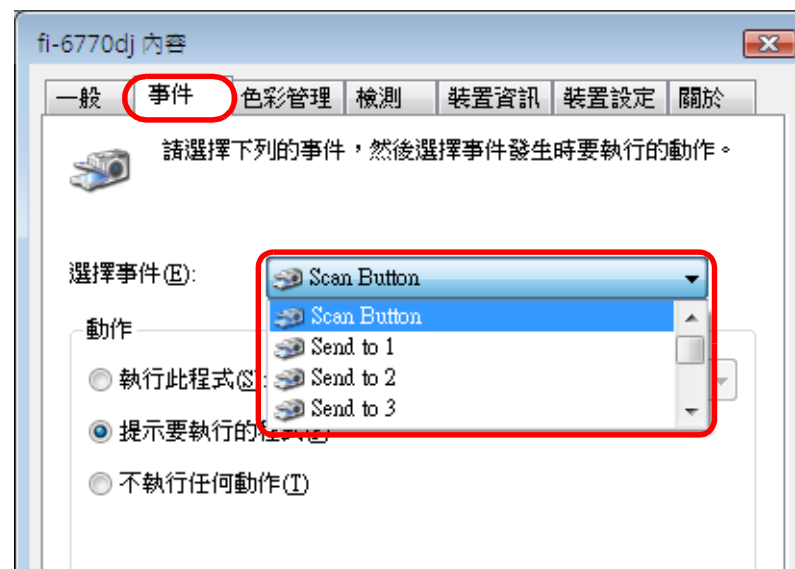 fi-6770dj 內容
一般 事件 色彩管理 檢測 裝置資訊 裝置設定 關於
請選擇下列的事件，然後選擇事件發生時要執行的動作。
選擇事件(E): Scan Button
Scan Button
Send to 1
Send to 2
Send to 3
動作
執行此程式(S):
提示要執行的程式
不執行任何動作(T)